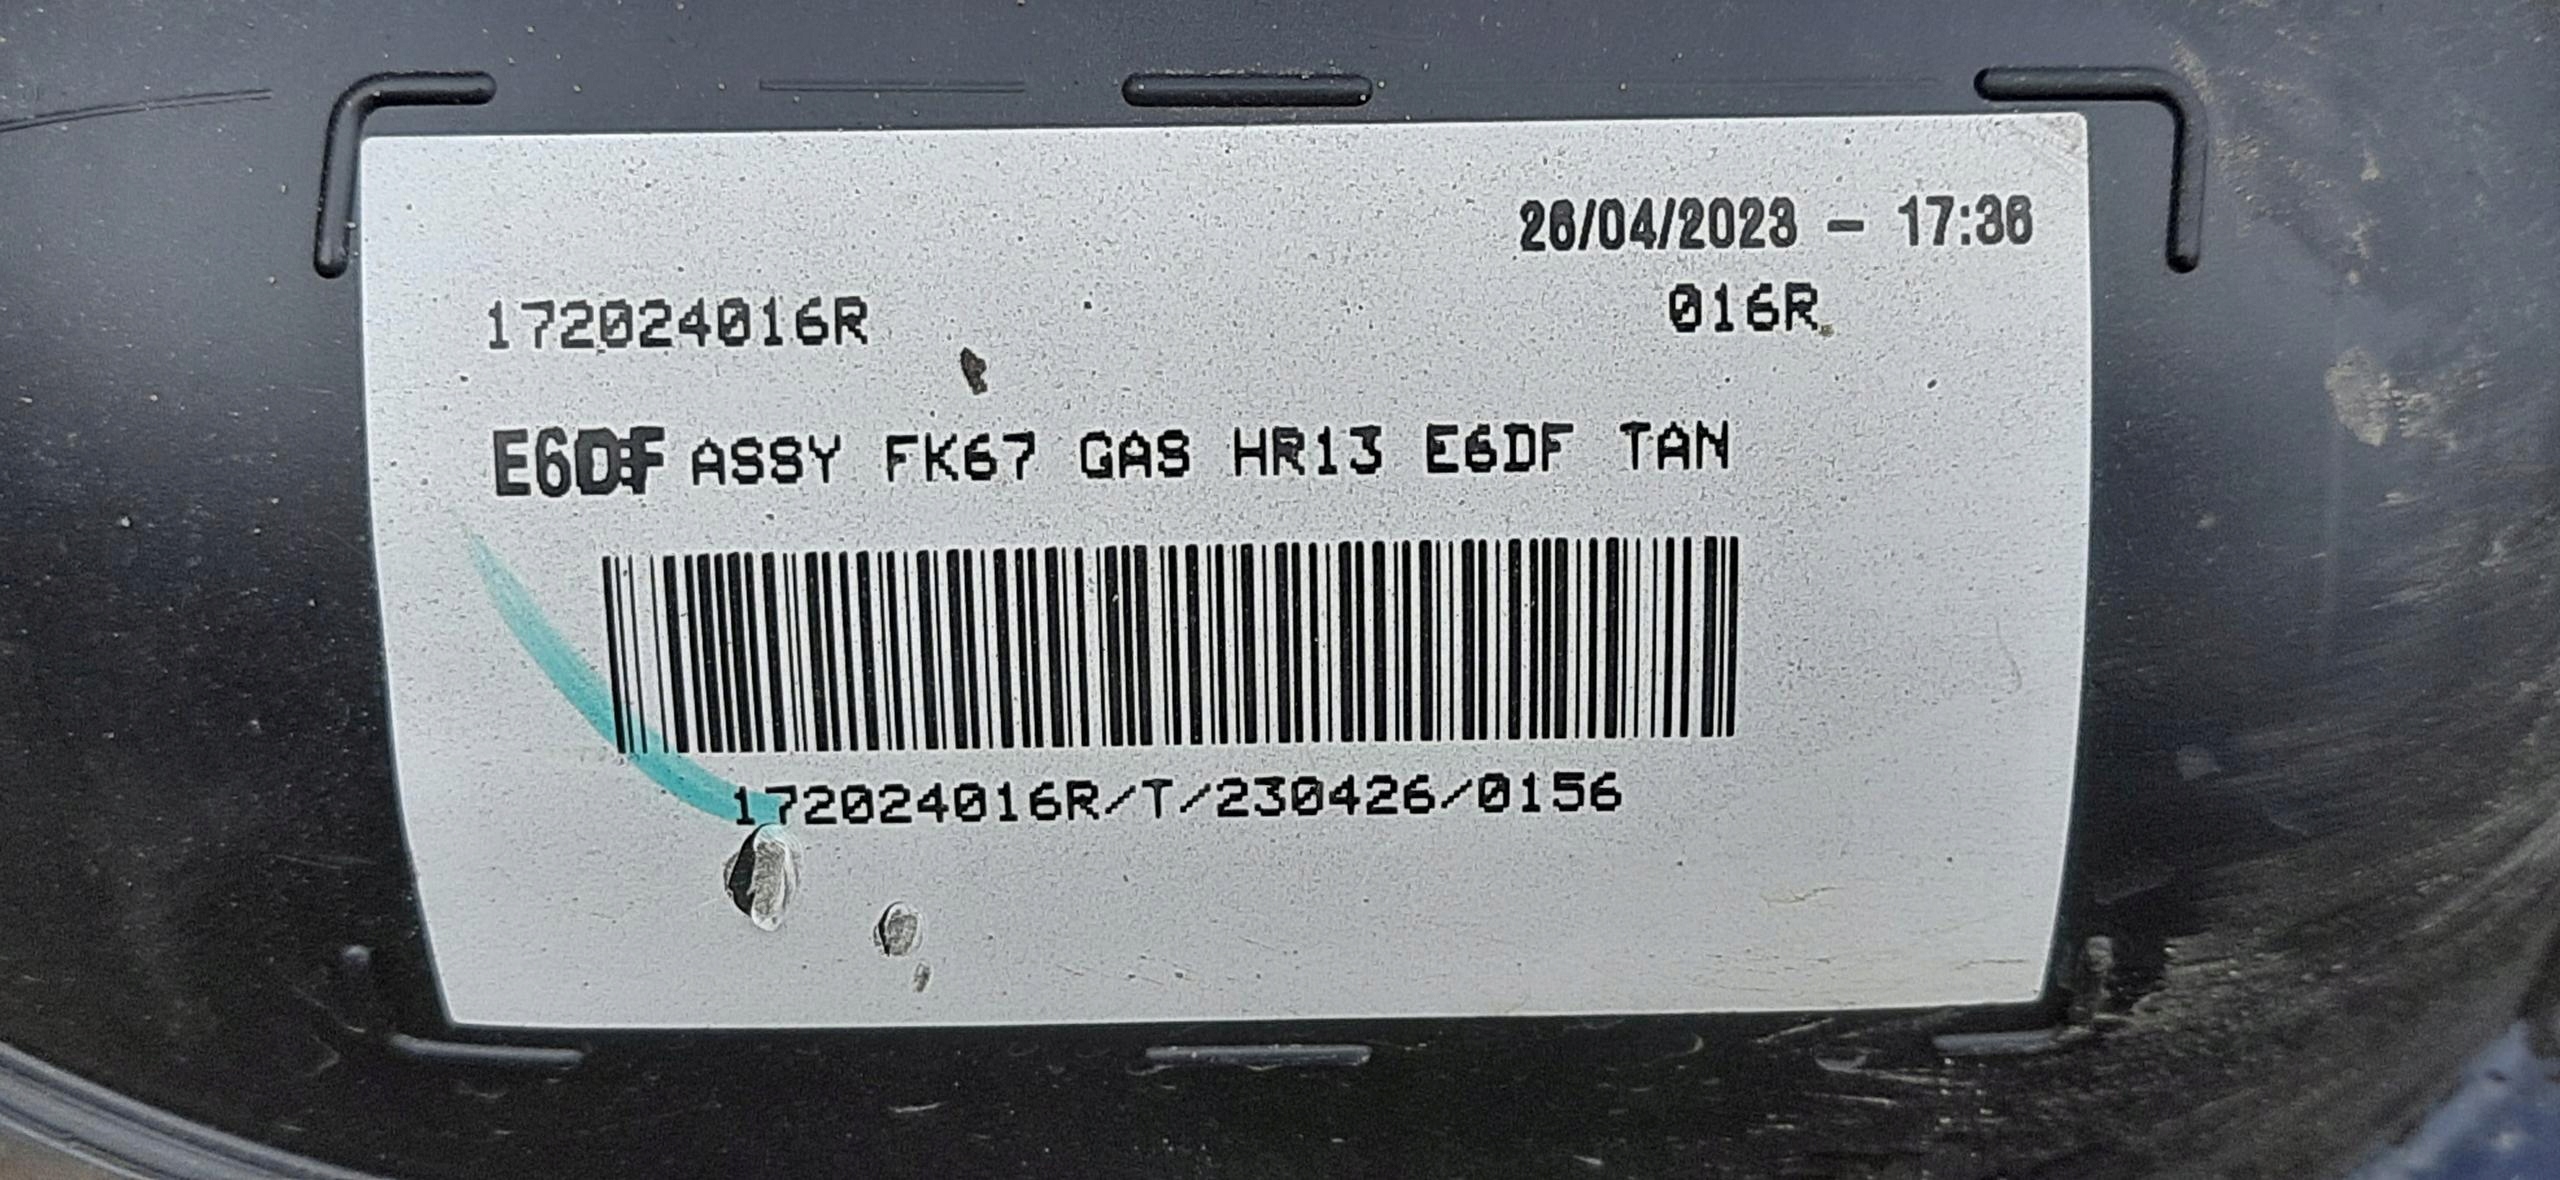 26/04/2023 - 17:36
172024016R 016R
E6DF ASSY FK67 GAS HR13 E6DF TAN
172024016R/T/230426/0156